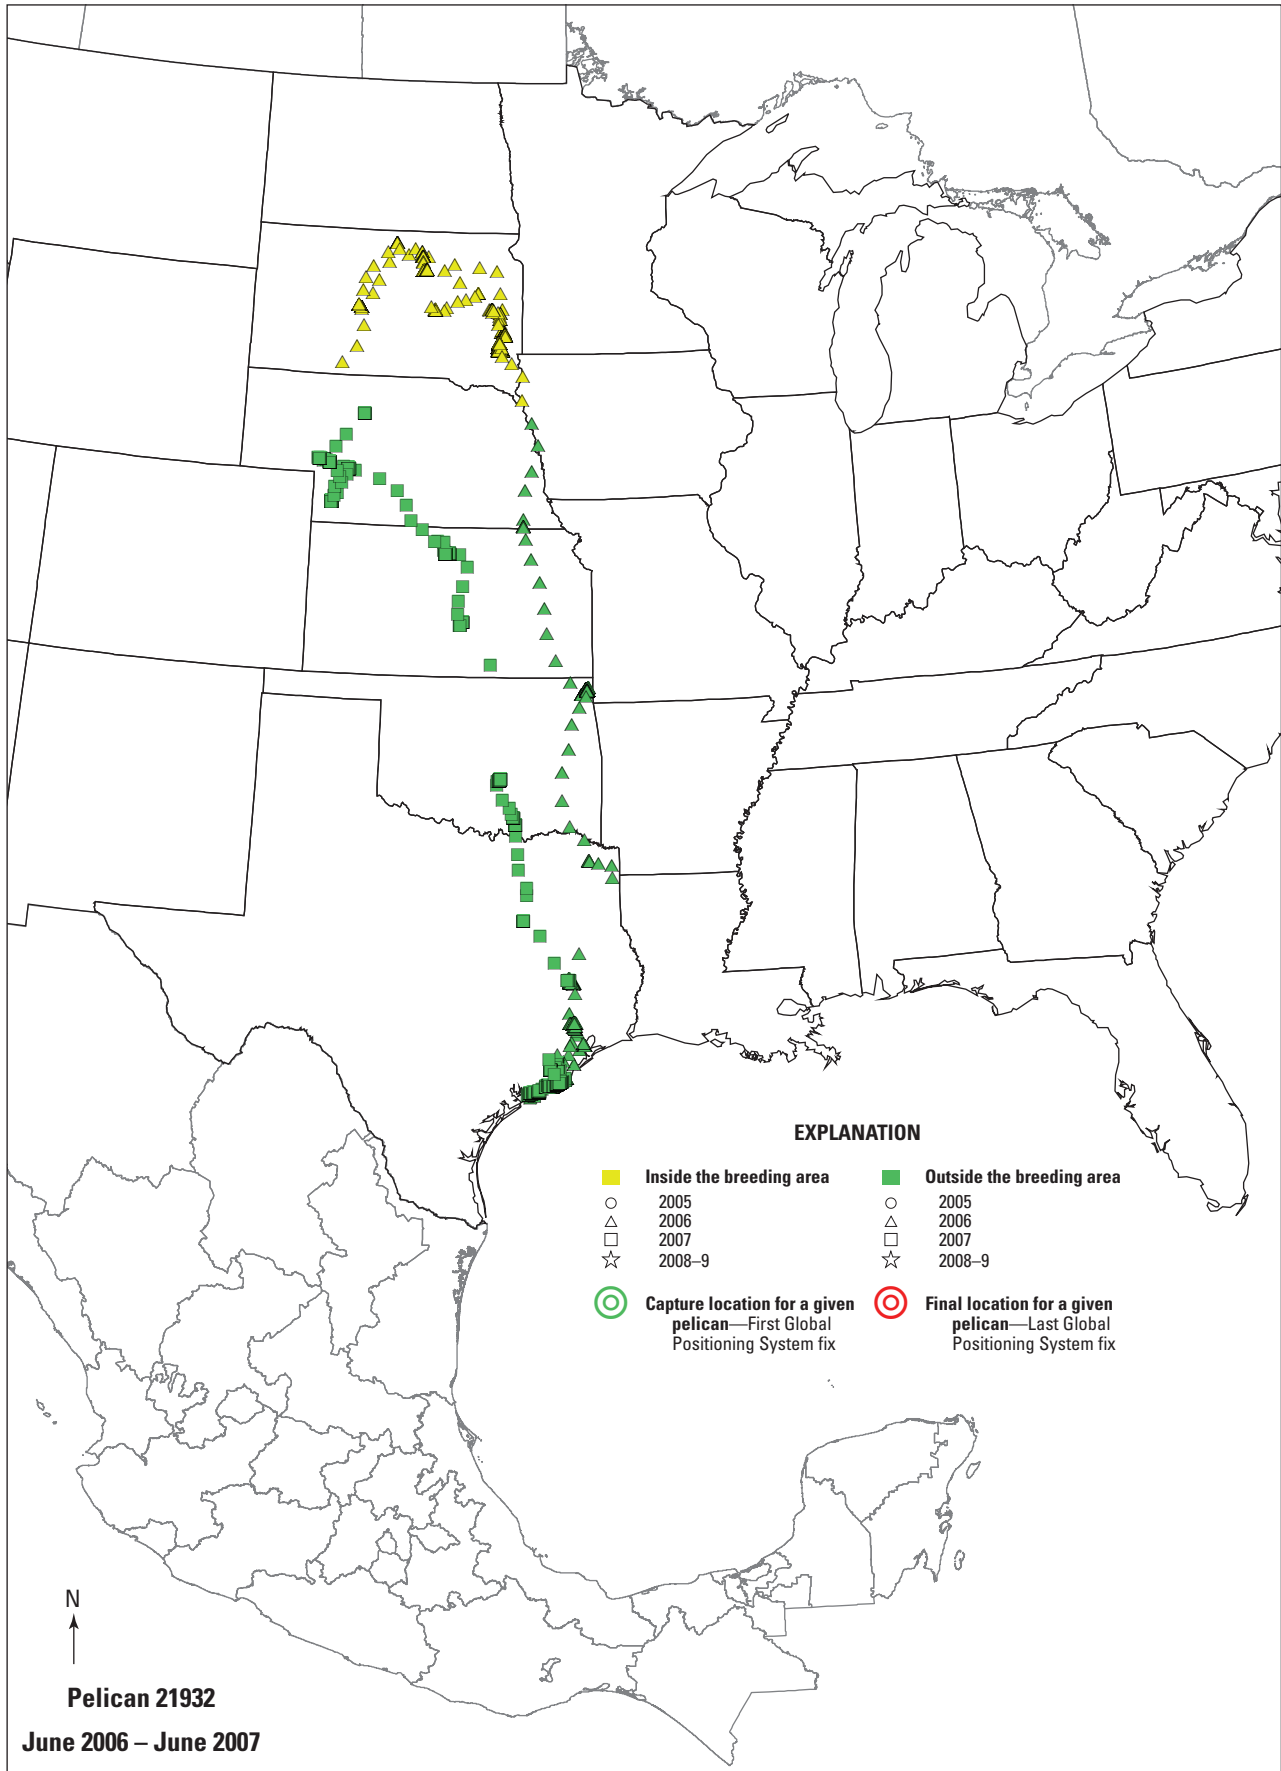 EXPLANATION
Inside the breeding area
2005
2006
2007
2008–9
Outside the breeding area
2005
2006
2007
2008–9
Capture location for a given
pelican—First Global
Positioning System fix
Final location for a given
pelican—Last Global
Positioning System fix
N
Pelican 21932
June 2006 – June 2007